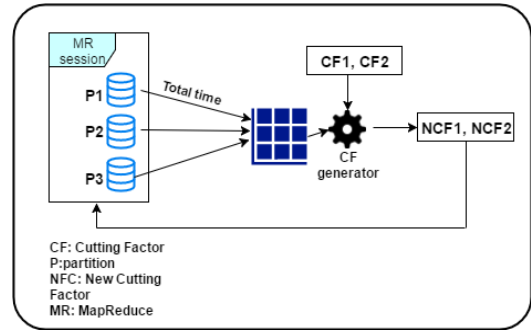 MR
session
P1
P2
P3
Total time
CF1, CF2
CF
generator
NCF1, NCF2
CF: Cutting Factor
P:partition
NFC: New Cutting
Factor
MR: MapReduce